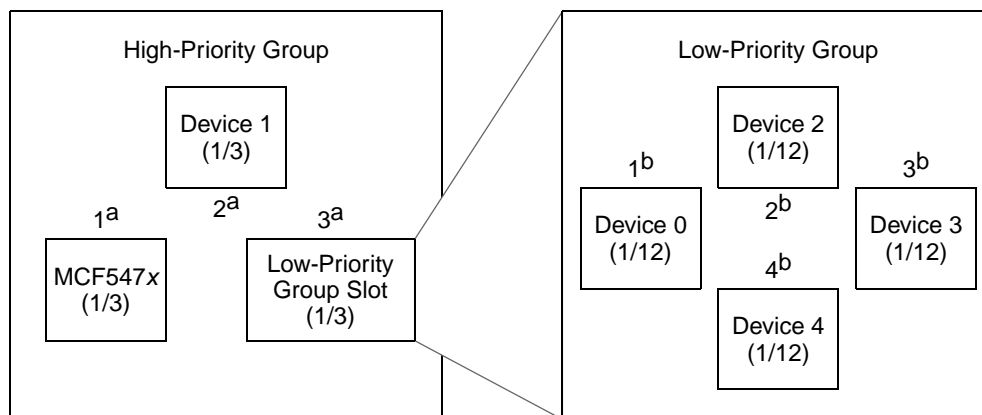 High-Priority Group
Device 1
(1/3)
1a
2a
3a
MCF547x
(1/3)
Low-Priority
Group Slot
(1/3)
Low-Priority Group
Device 2
(1/12)
1b
2b
3b
Device 0
(1/12)
Device 3
(1/12)
4b
Device 4
(1/12)